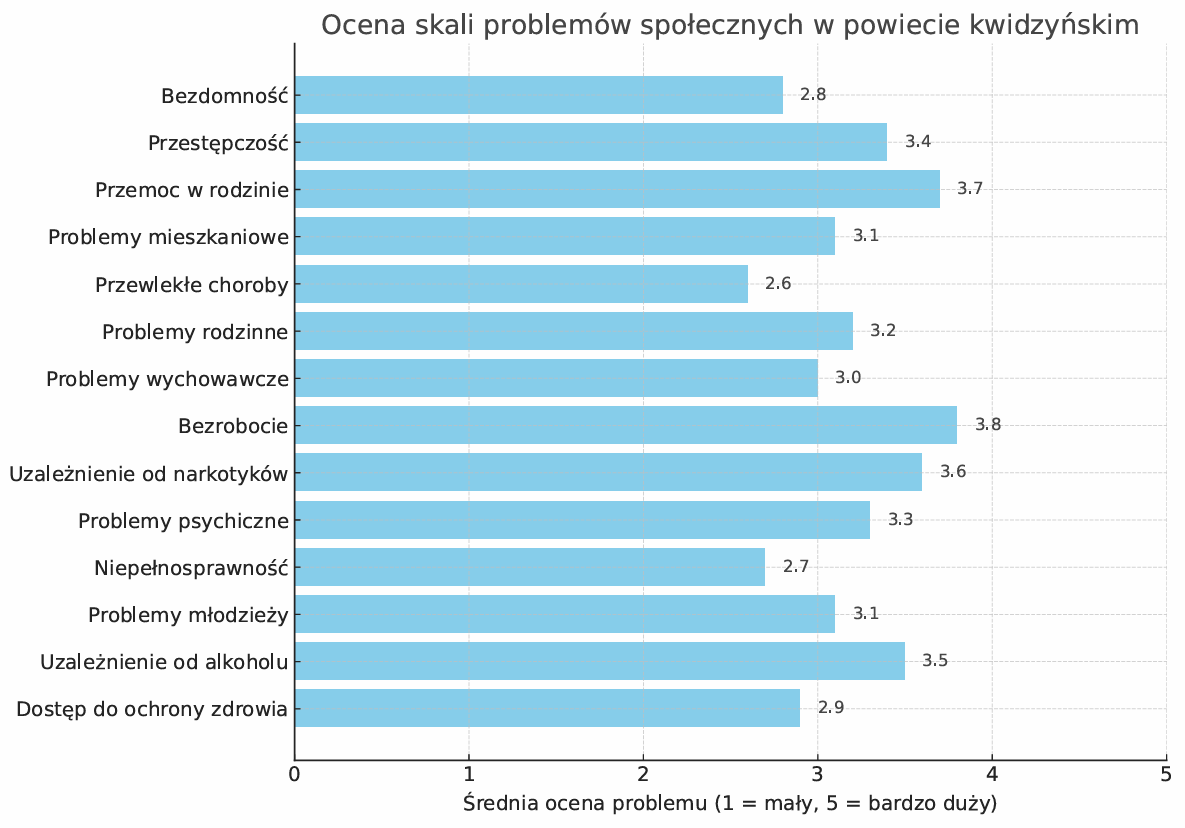 Ocena skali problemów społecznych w powiecie kwidzyńskim
Bezdomność 2.8
Przestępczość 3.4
Przemoc w rodzinie 3.7
Problemy mieszkaniowe 3.1
Przewlekłe choroby 2.6
Problemy rodzinne 3.2
Problemy wychowawcze 3.0
Bezrobocie 3.8
Uzależnienie od narkotyków 3.6
Problemy psychiczne 3.3
Niepełnosprawność 2.7
Problemy młodzieży 3.1
Uzależnienie od alkoholu 3.5
Dostęp do ochrony zdrowia 2.9
0 1 2 3 4 5
Średnia ocena problemu (1 = mały, 5 = bardzo duży)